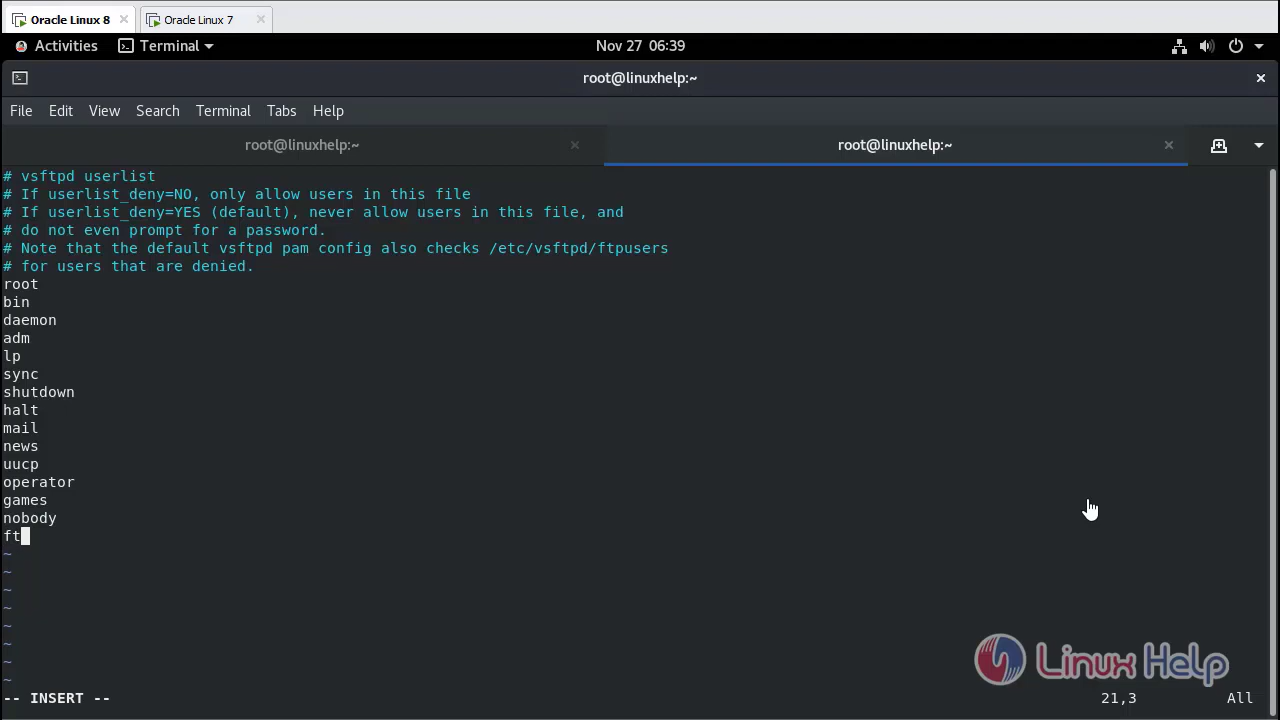 Oracle Linux 8
Oracle Linux 7
Activities
Terminal
Nov 27 06:39
root@linuxhelp:~
File Edit View Search Terminal Tabs Help
root@linuxhelp:~
root@linuxhelp:~
# vsftpd userlist
# If userlist_deny=NO, only allow users in this file
# If userlist_deny=YES (default), never allow users in this file, and
# do not even prompt for a password.
# Note that the default vsftpd pam config also checks /etc/vsftpd/ftpusers
# for users that are denied.
root
bin
daemon
adm
lp
sync
shutdown
halt
mail
news
uucp
operator
games
nobody
ft
~
~
~
~
~
~
~
~
Linux Help
-- INSERT --
21,3
All